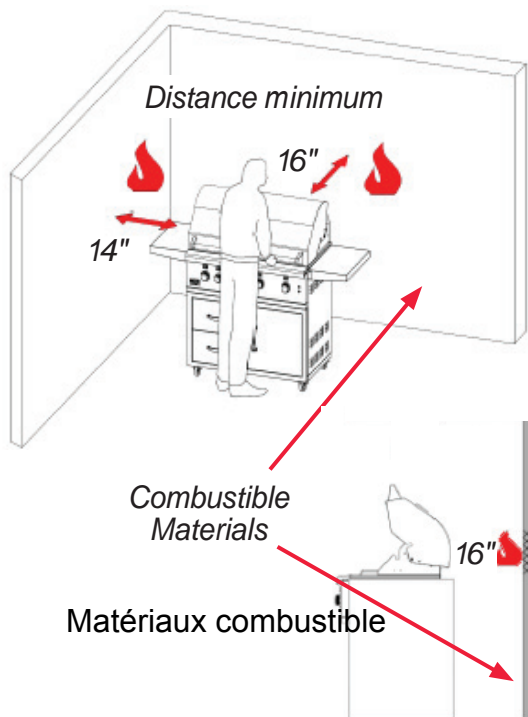 Distance minimum
16"
14"
Combustible
Materials
16"
Matériaux combustible